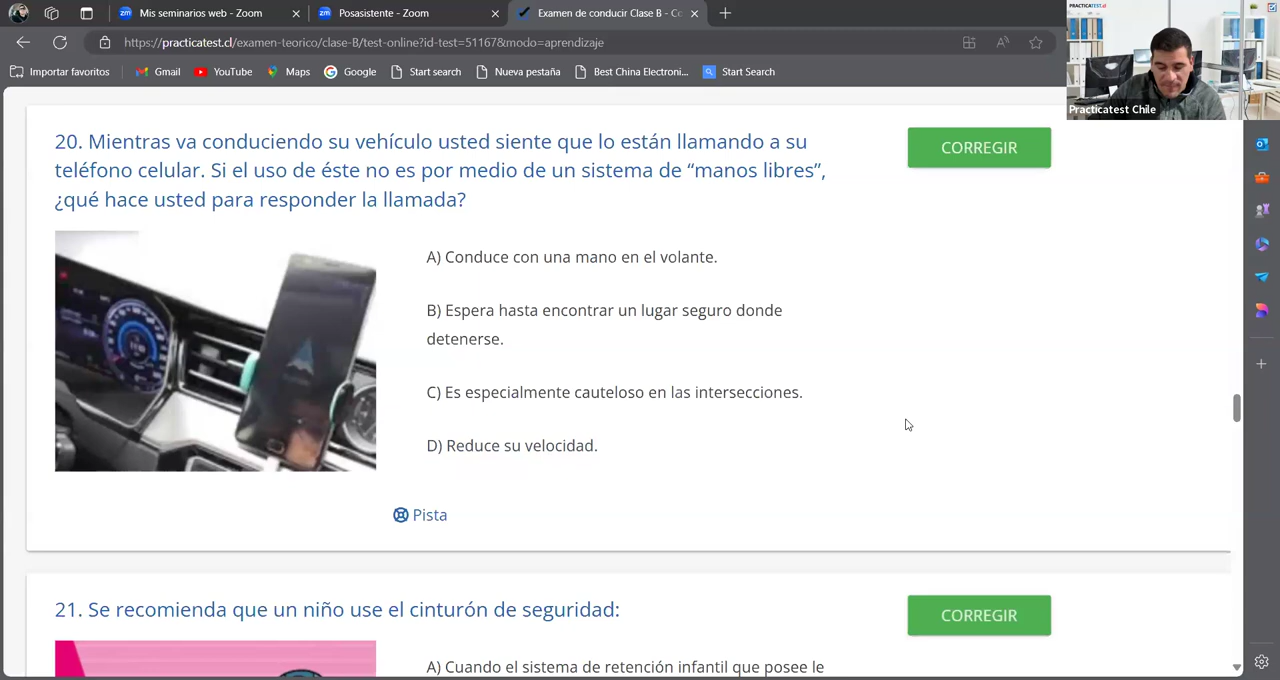 Mis seminarios web - Zoom
Posasistente - Zoom
Examen de conducir Clase B - Co
https://practicatest.cl/examen-teorico/clase-B/test-online?id-test=51167&modo=aprendizaje
Importar favoritos
Gmail
YouTube
Maps
Google
Start search
Nueva pestaña
Best China Electroni...
Start Search
PRACTICATEST.cl
Practicatest Chile
20. Mientras va conduciendo su vehículo usted siente que lo están llamando a su
teléfono celular. Si el uso de éste no es por medio de un sistema de “manos libres”,
¿qué hace usted para responder la llamada?
CORREGIR
A) Conduce con una mano en el volante.
B) Espera hasta encontrar un lugar seguro donde
detenerse.
C) Es especialmente cauteloso en las intersecciones.
D) Reduce su velocidad.
Pista
21. Se recomienda que un niño use el cinturón de seguridad:
CORREGIR
A) Cuando el sistema de retención infantil que posee le